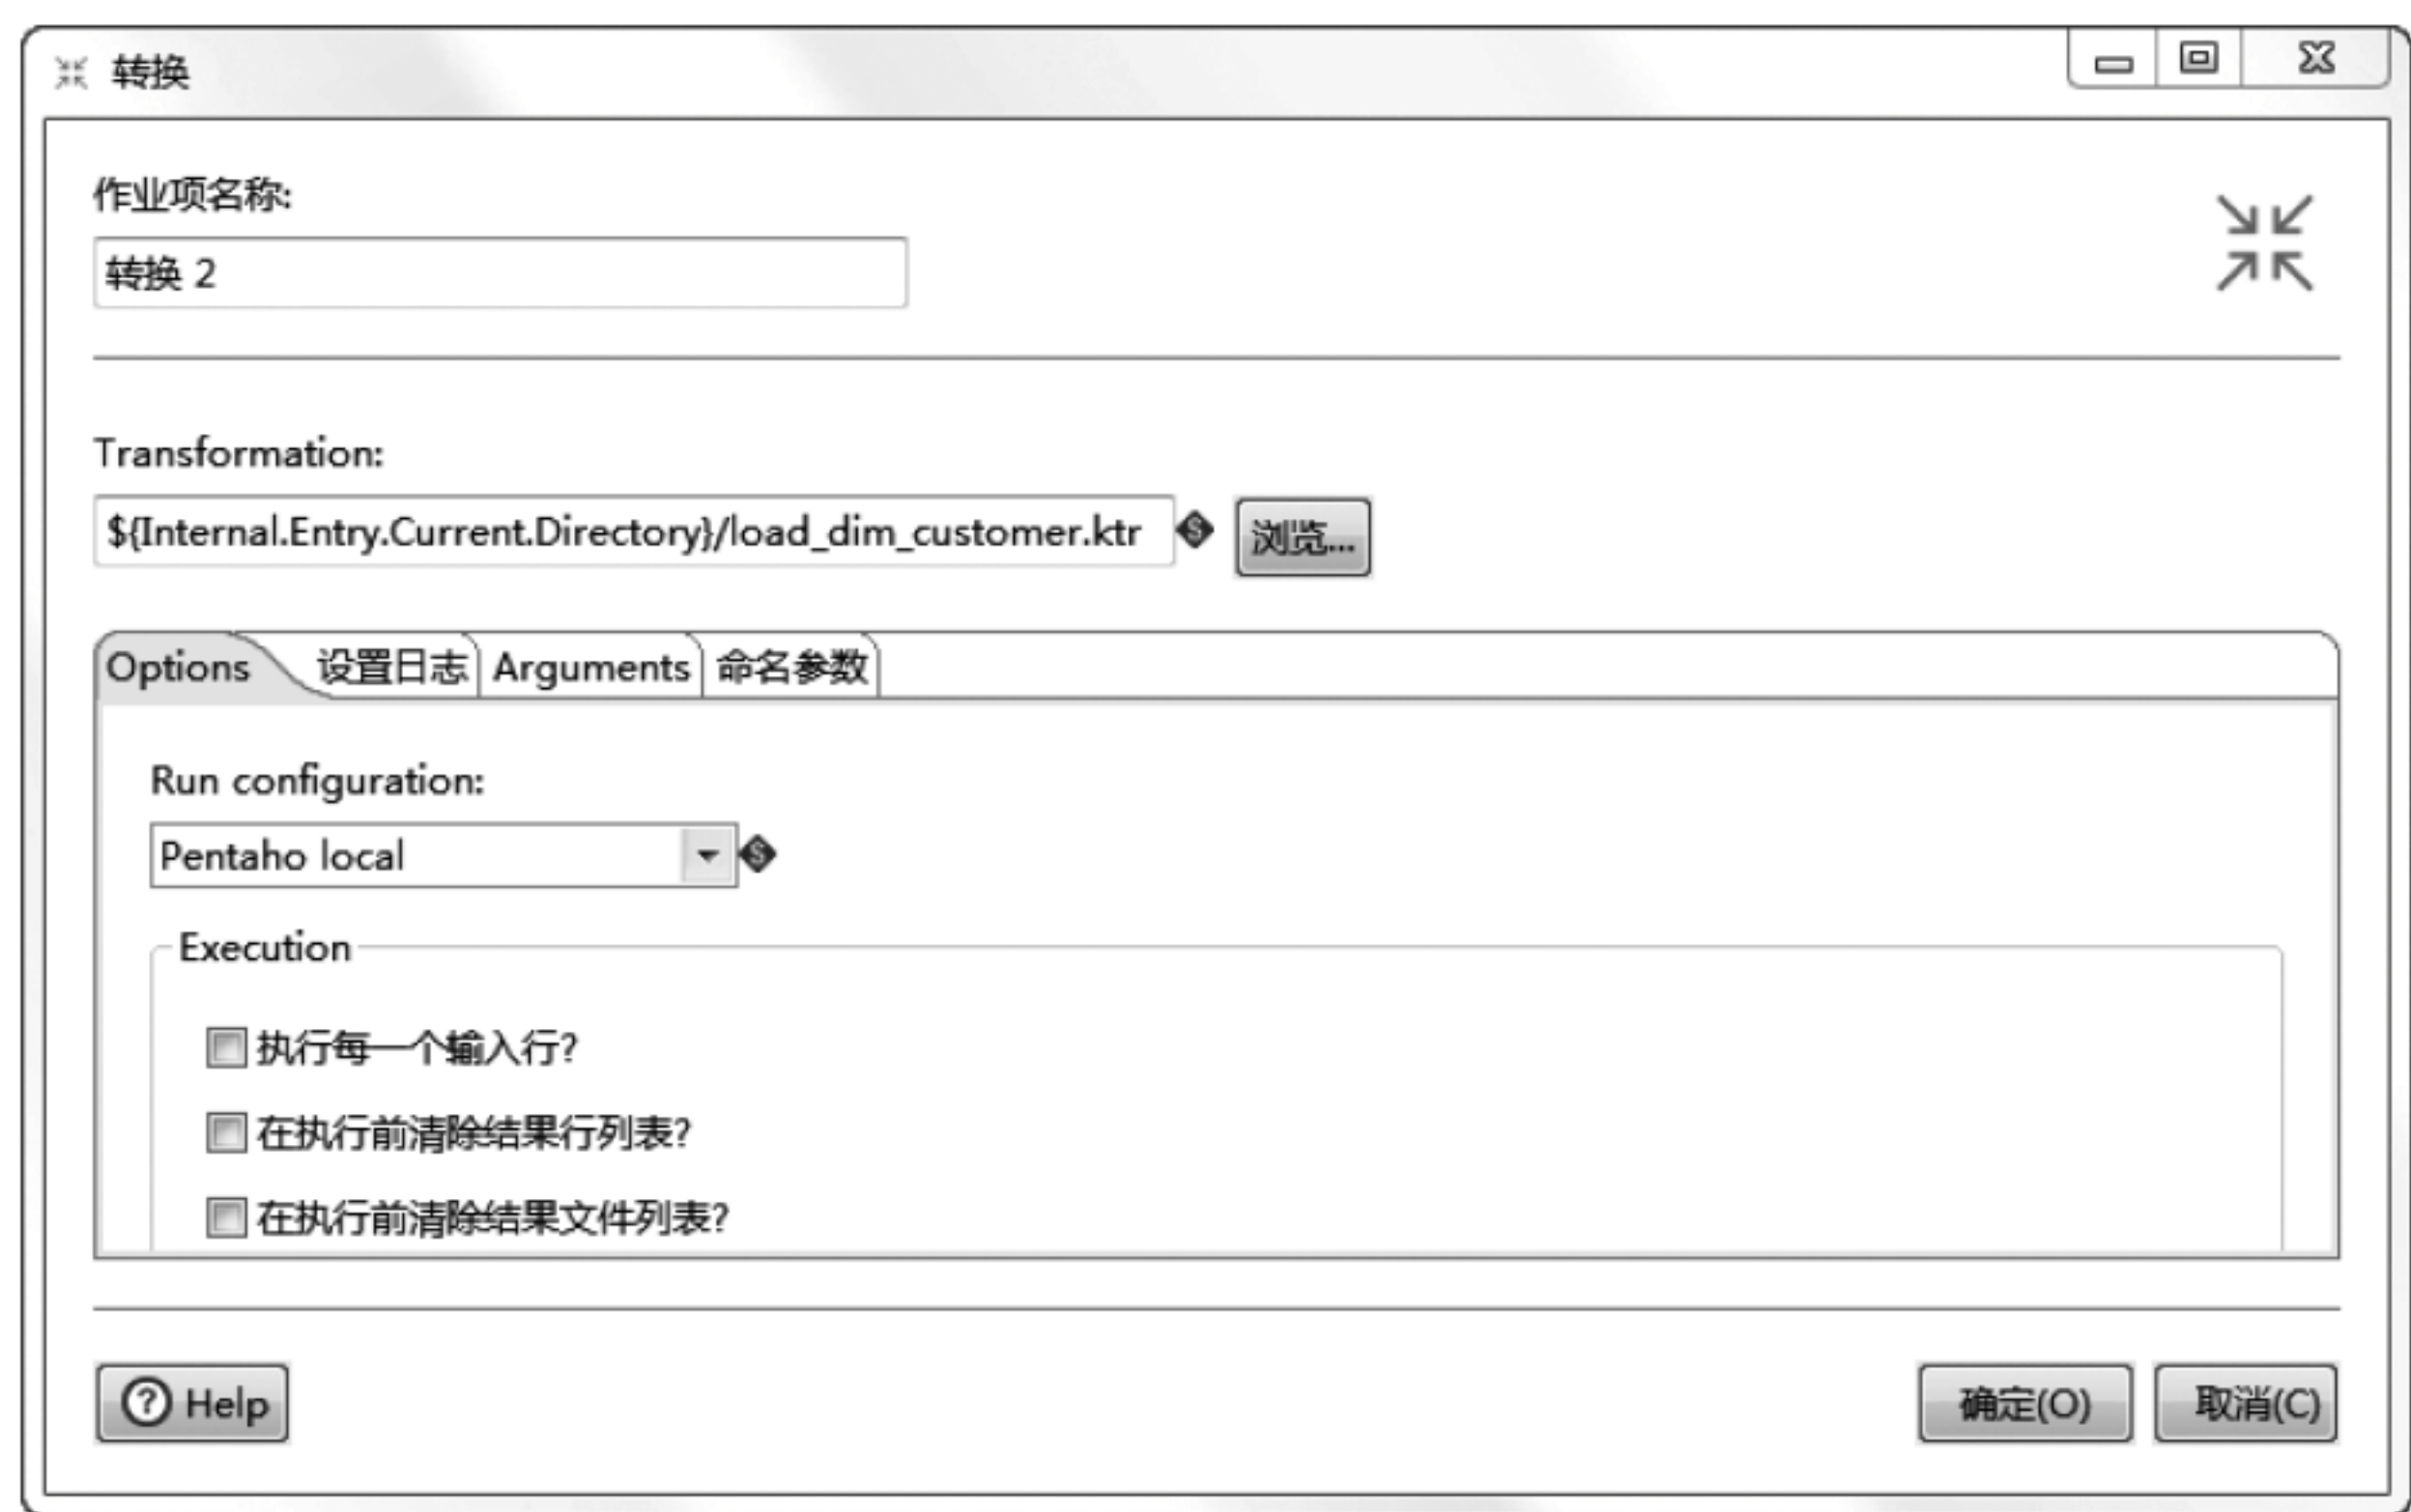 转换
作业项名称:
转换 2
Transformation:
${Internal.Entry.Current.Directory}/load_dim_customer.ktr
浏览...
Options 设置日志 Arguments 命名参数
Run configuration:
Pentaho local
Execution
执行每一个输入行?
在执行前清除结果行列表?
在执行前清除结果文件列表?
Help 确定(O) 取消(C)